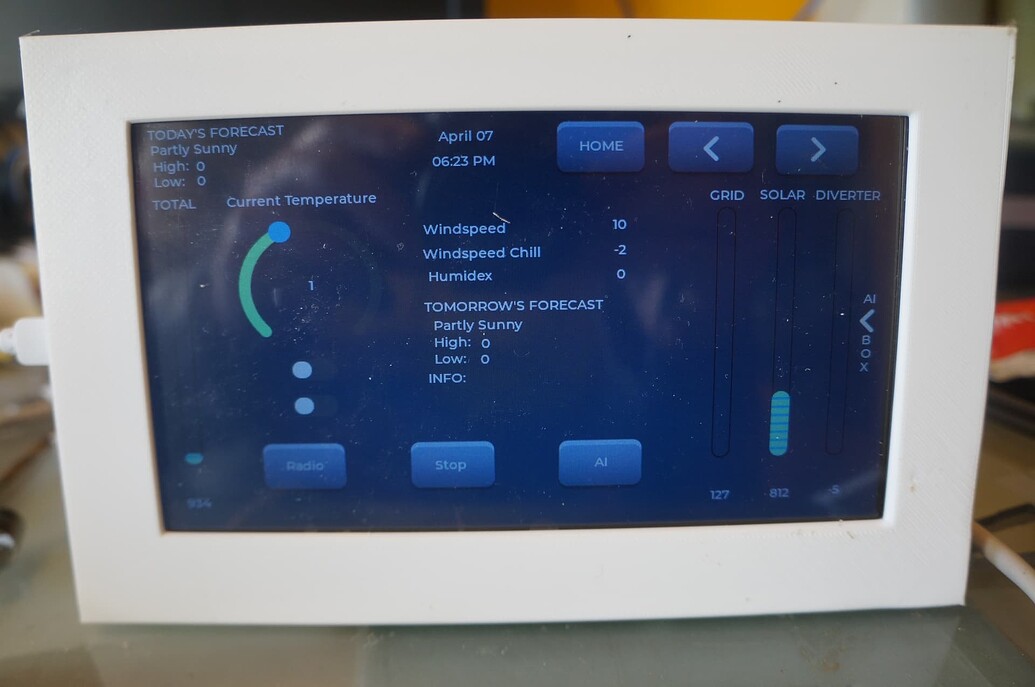 TODAY'S FORECAST
Partly Sunny
High: 0
Low: 0
April 07
06:23 PM
HOME
TOTAL
Current Temperature
1
Windspeed 10
Windspeed Chill -2
Humidex 0
TOMORROW'S FORECAST
Partly Sunny
High: 0
Low: 0
INFO:
Radio
Stop
AI
934
GRID SOLAR DIVERTER
127 812 -5
AI
BOX